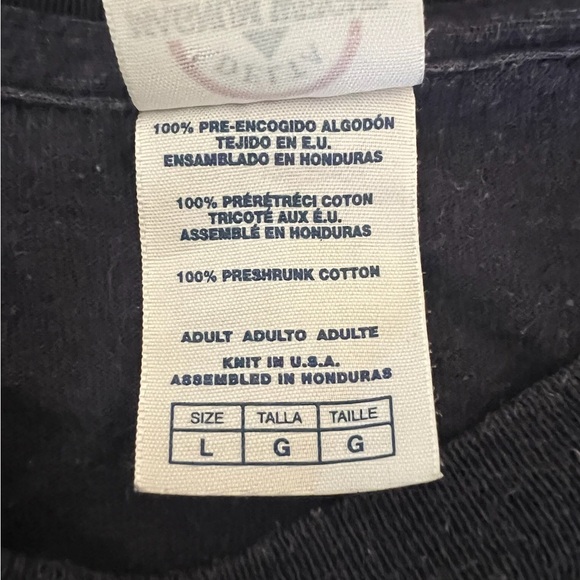 DELTA
100% PRE-ENCOGIDO ALGODÓN
TEJIDO EN E.U.
ENSAMBLADO EN HONDURAS
100% PRÉRÉTRÉCI COTON
TRICOTÉ AUX É.U.
ASSEMBLÉ EN HONDURAS
100% PRESHRUNK COTTON
ADULT ADULTO ADULTE
KNIT IN U.S.A.
ASSEMBLED IN HONDURAS
SIZE TALLA TAILLE
L G G